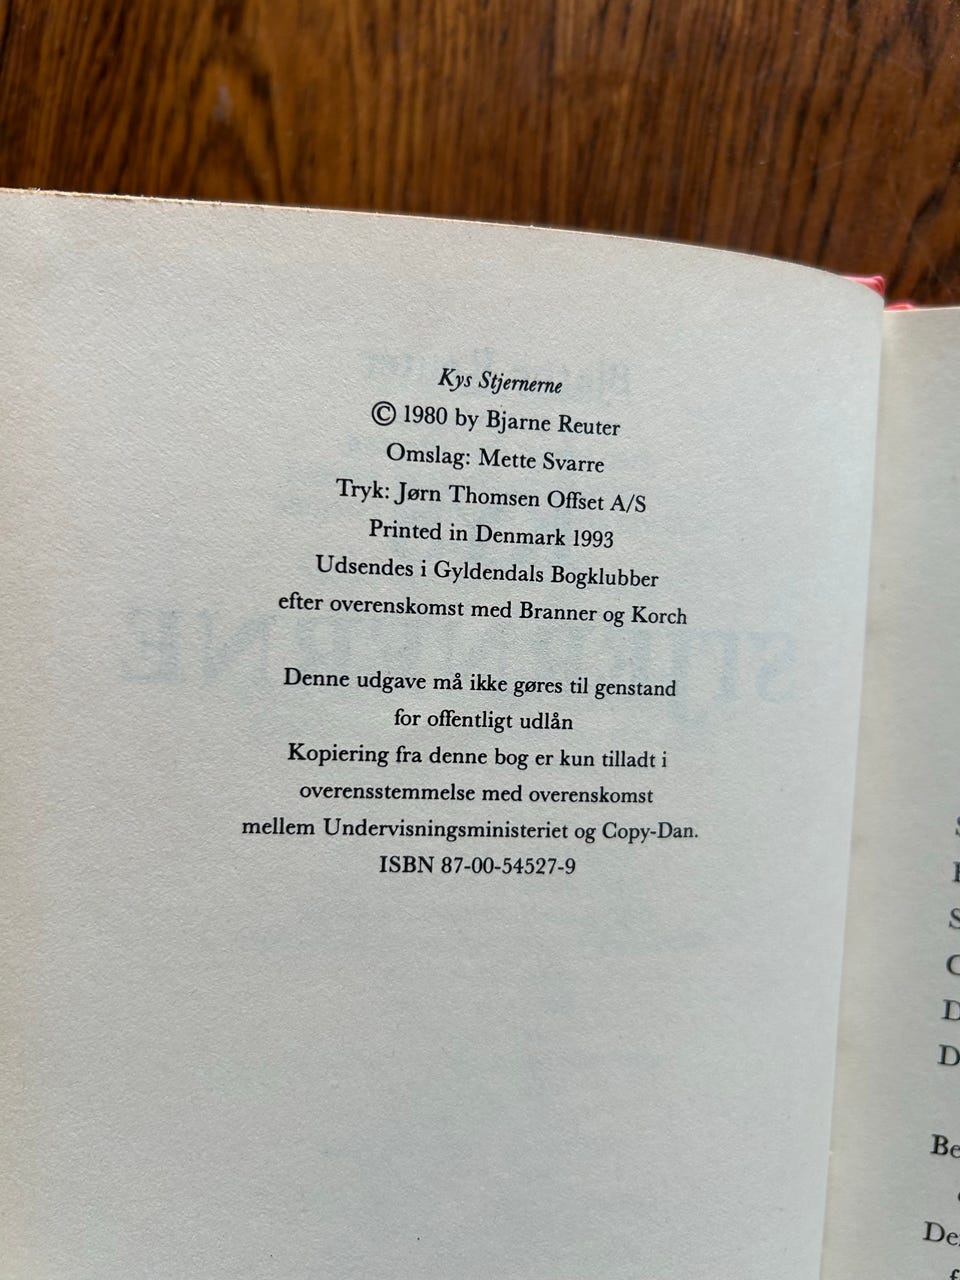 Kys Stjernerne
© 1980 by Bjarne Reuter
Omslag: Mette Svarre
Tryk: Jørn Thomsen Offset A/S
Printed in Denmark 1993
Udsendes i Gyldendals Bogklubber
efter overenskomst med Branner og Korch
Denne udgave må ikke gøres til genstand
for offentligt udlån
Kopiering fra denne bog er kun tilladt i
overensstemmelse med overenskomst
mellem Undervisningsministeriet og Copy-Dan.
ISBN 87-00-54527-9